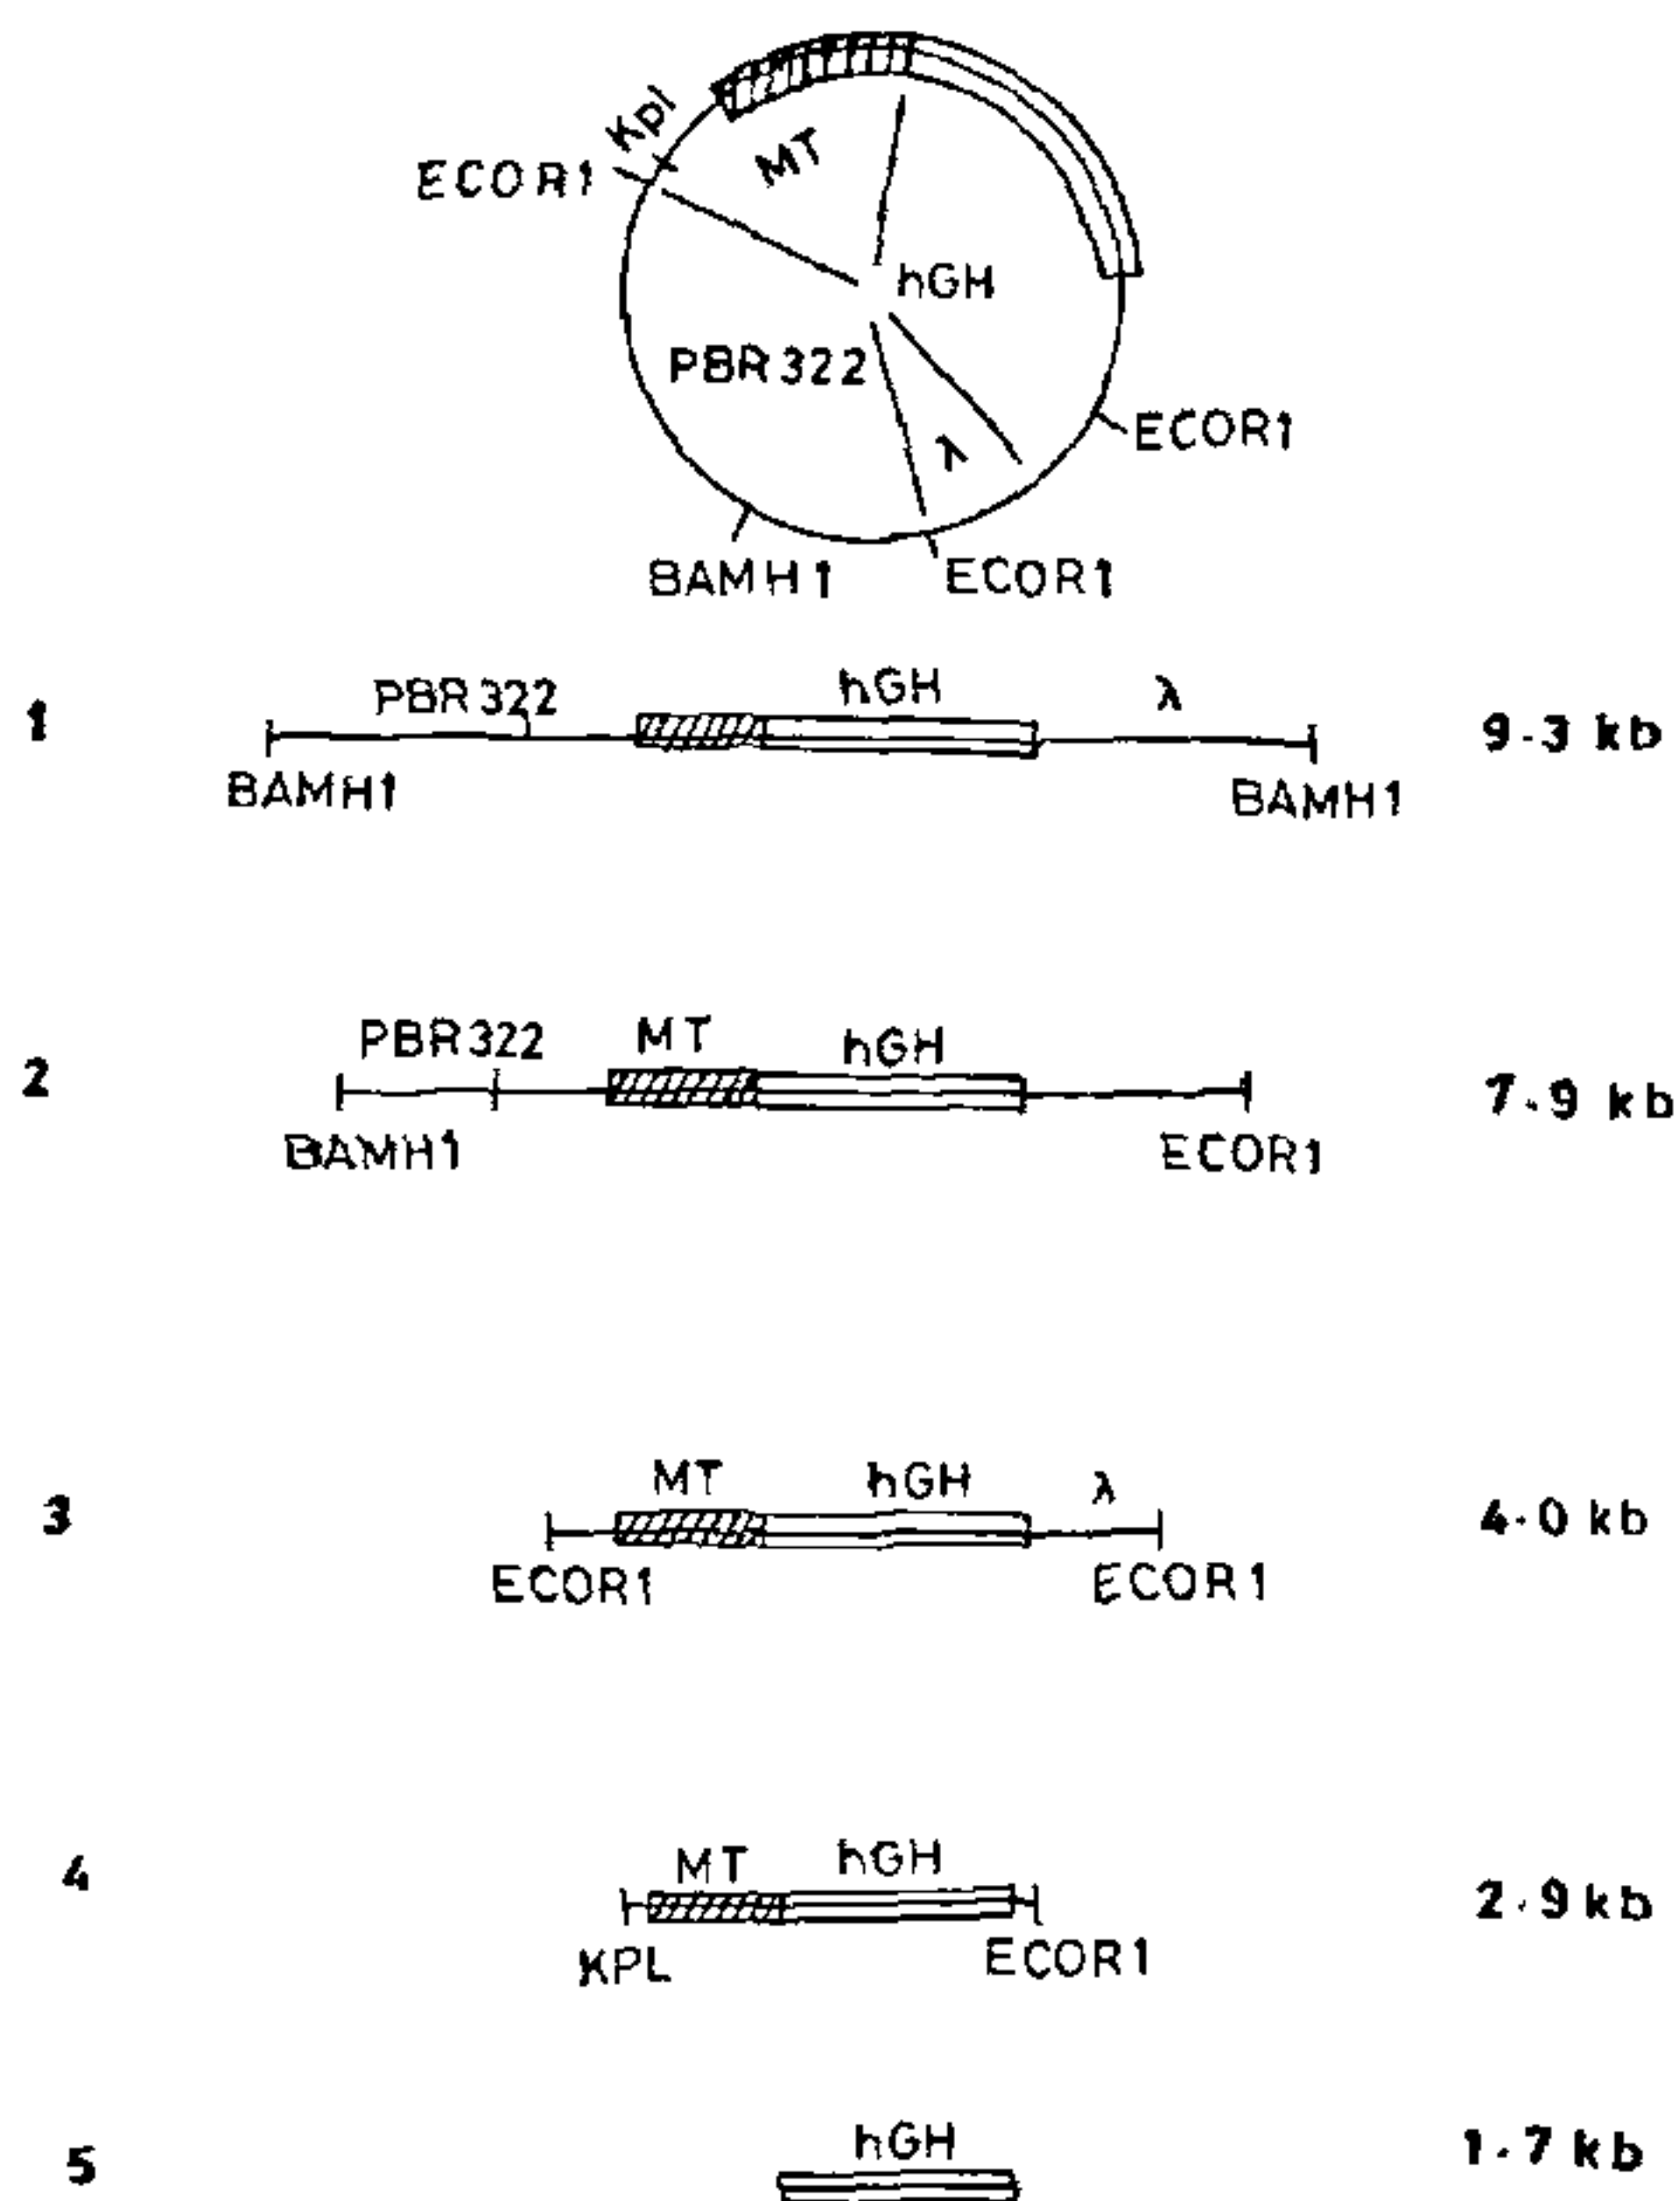 Kpl
MT
ECOR1
hGH
PBR322
λ
ECOR1
BAMH1
ECOR1
1
PBR322
hGH
λ
9.3 kb
BAMH1
BAMH1
2
PBR322
MT
hGH
7.9 kb
BAMH1
ECOR1
3
MT
hGH
λ
4.0 kb
ECOR1
ECOR1
4
MT
hGH
2.9 kb
KPL
ECOR1
5
hGH
1.7 kb